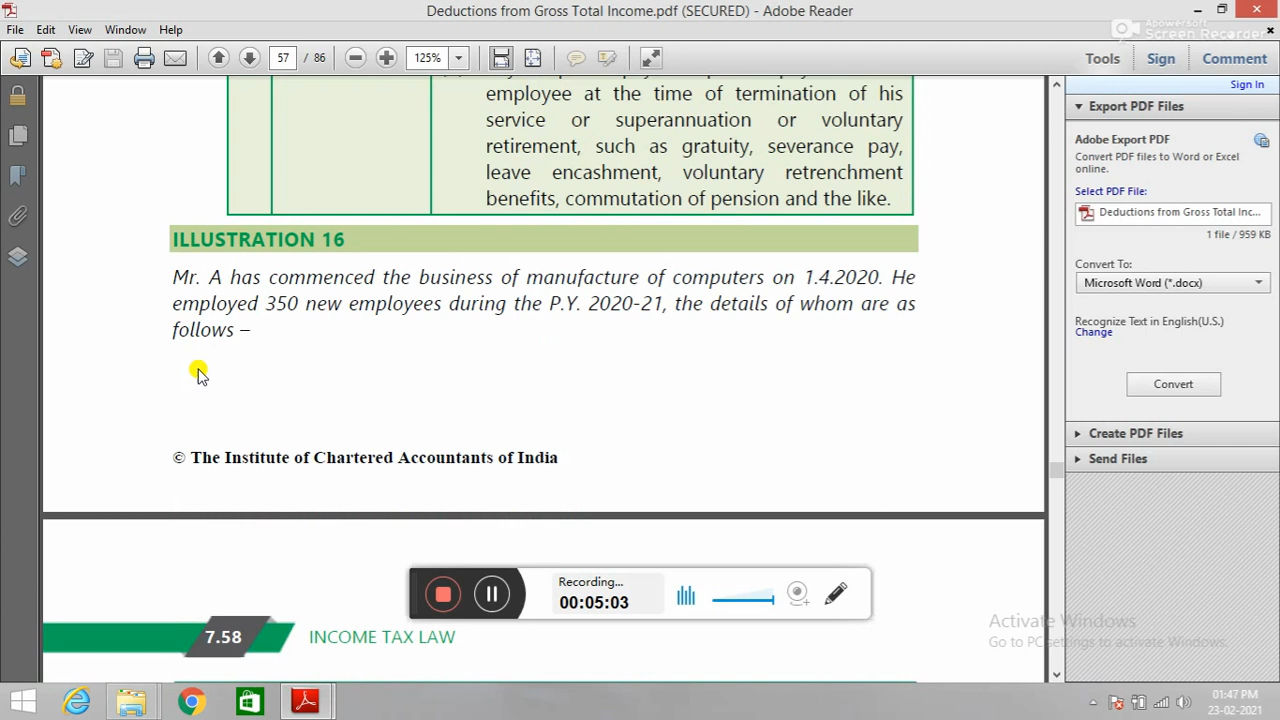 Deductions from Gross Total Income.pdf (SECURED) - Adobe Reader
File Edit View Window Help
Apowersoft
Screen Recorder
57 / 86 125% Tools Sign Comment
Sign In
Export PDF Files
Adobe Export PDF
Convert PDF files to Word or Excel
online.
Select PDF File:
Deductions from Gross Total Inc...
1 file / 959 KB
Convert To:
Microsoft Word (*.docx)
Recognize Text in English(U.S.)
Change
Convert
Create PDF Files
Send Files
employee at the time of termination of his
service or superannuation or voluntary
retirement, such as gratuity, severance pay,
leave encashment, voluntary retrenchment
benefits, commutation of pension and the like.
ILLUSTRATION 16
Mr. A has commenced the business of manufacture of computers on 1.4.2020. He
employed 350 new employees during the P.Y. 2020-21, the details of whom are as
follows –
© The Institute of Chartered Accountants of India
Recording...
00:05:03
7.58 INCOME TAX LAW
Activate Windows
Go to PC settings to activate Windows.
01:47 PM
23-02-2021